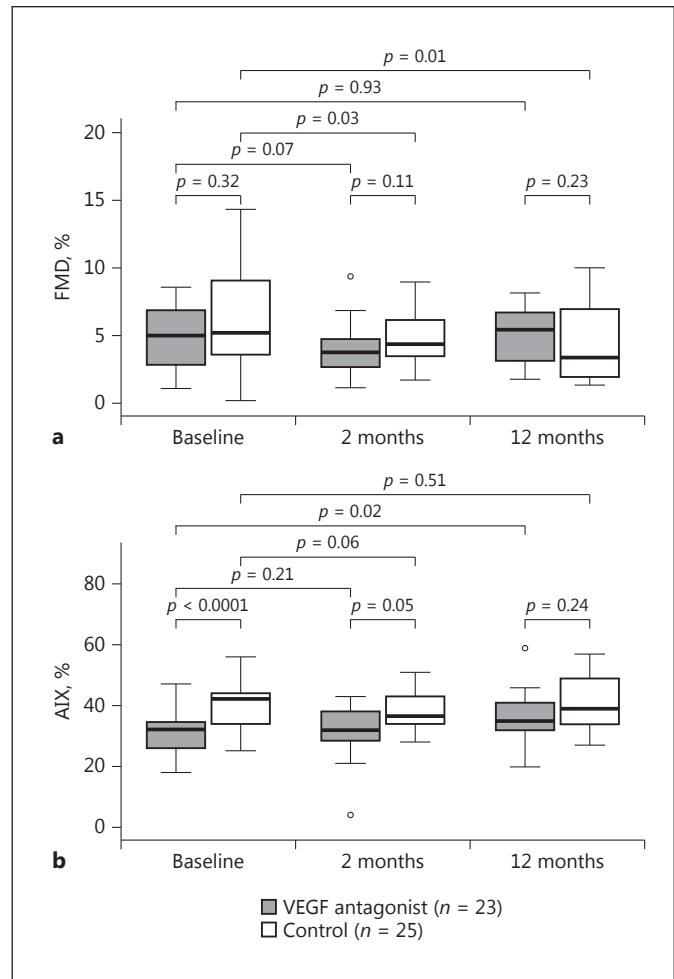 p = 0.01
p = 0.93
p = 0.03
p = 0.07
p = 0.32
p = 0.11
p = 0.23
20
15
10
5
0
FMD, %
a
Baseline
2 months
12 months
p = 0.51
p = 0.02
p = 0.06
p = 0.21
p < 0.0001
p = 0.05
p = 0.24
80
60
40
20
0
AIX, %
b
Baseline
2 months
12 months
VEGF antagonist (n = 23)
Control (n = 25)